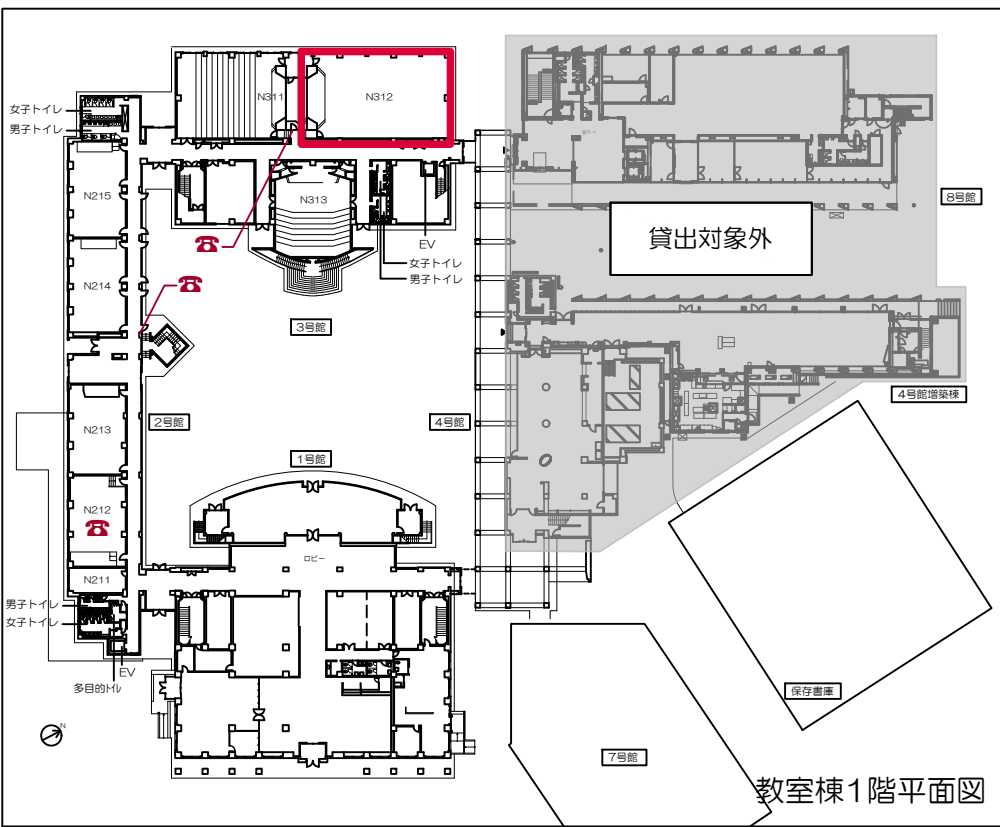 女子トイレ
男子トイレ
N311
N312
N215
N313
EV
女子トイレ
男子トイレ
N214
3号館
貸出対象外
8号館
4号館増築棟
N213
2号館
4号館
1号館
N212
ロビー
N211
男子トイレ
女子トイレ
EV
多目的トイレ
N
保存書庫
7号館
教室棟1階平面図